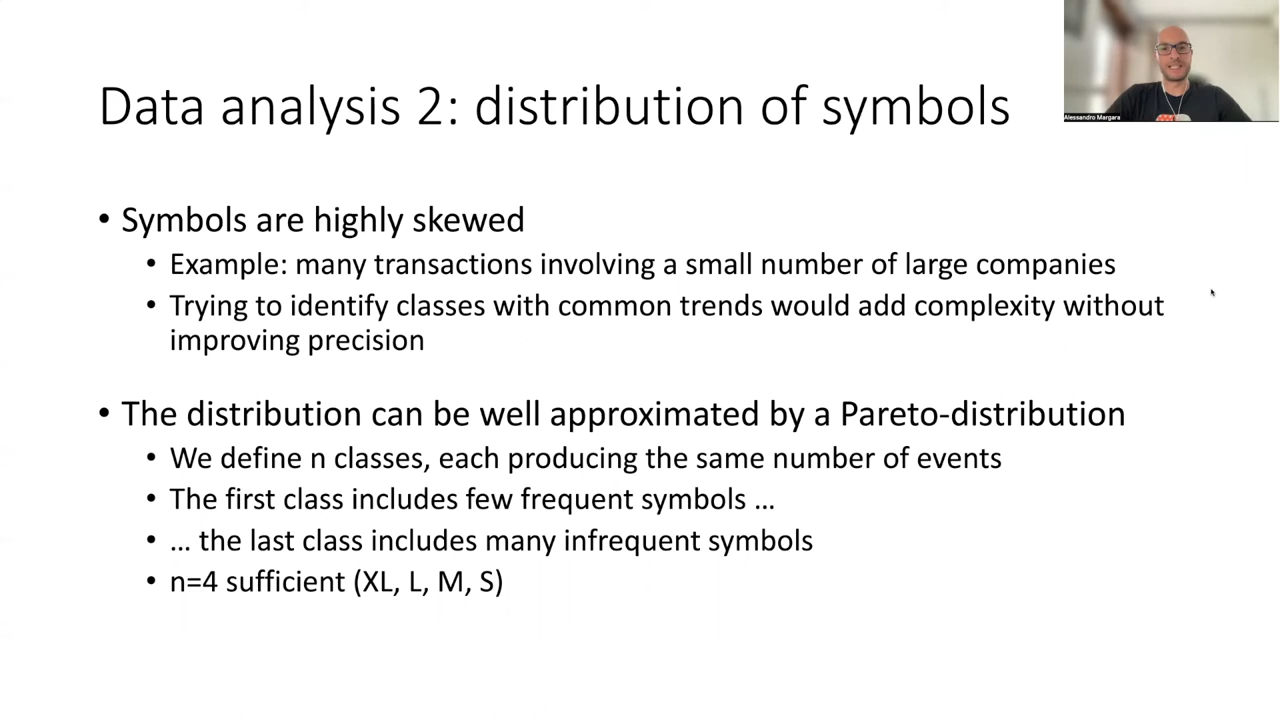 Data analysis 2: distribution of symbols
Alessandro Margara
• Symbols are highly skewed
• Example: many transactions involving a small number of large companies
• Trying to identify classes with common trends would add complexity without
improving precision
• The distribution can be well approximated by a Pareto-distribution
• We define n classes, each producing the same number of events
• The first class includes few frequent symbols …
• … the last class includes many infrequent symbols
• n=4 sufficient (XL, L, M, S)